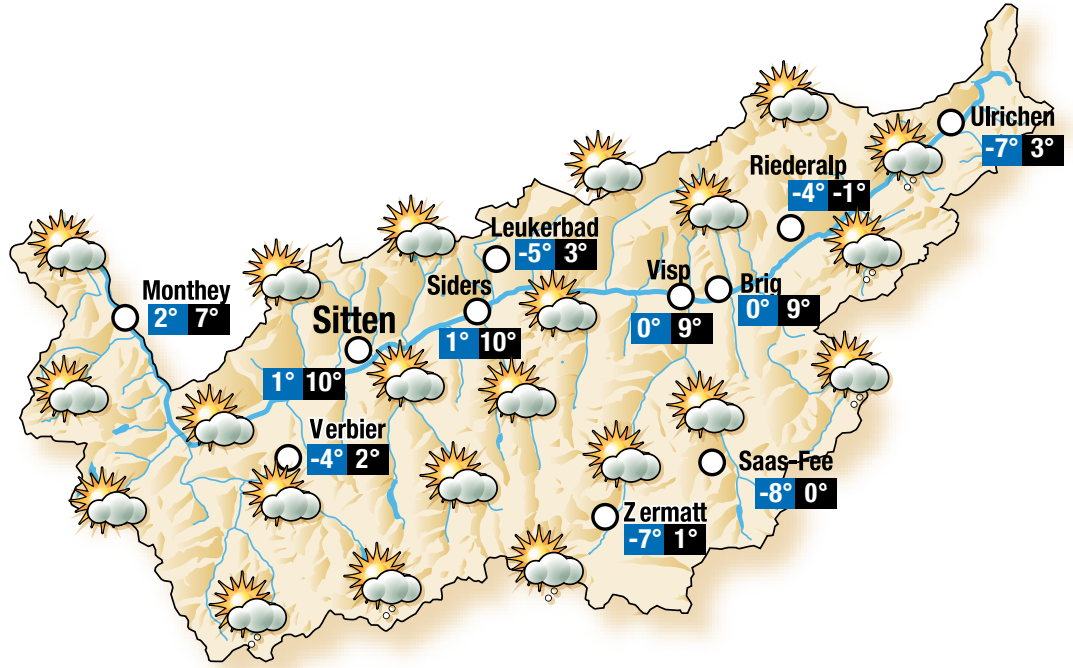 Ulrichen
-7° 3°
Riederalp
-4° -1°
Leukerbad
-5° 3°
Visp
0° 9°
Brig
0° 9°
Siders
1° 10°
Monthey
2° 7°
Sitten
1° 10°
Verbier
-4° 2°
Saas-Fee
-8° 0°
Zermatt
-7° 1°